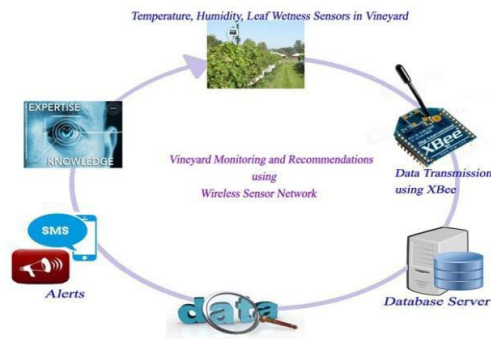 Temperature, Humidity, Leaf Wetness Sensors in Vineyard
EXPERTISE
KNOWLEDGE
Vineyard Monitoring and Recommendations
using
Wireless Sensor Network
XBee
Data Transmission
using XBee
SMS
Alerts
Database Server
data